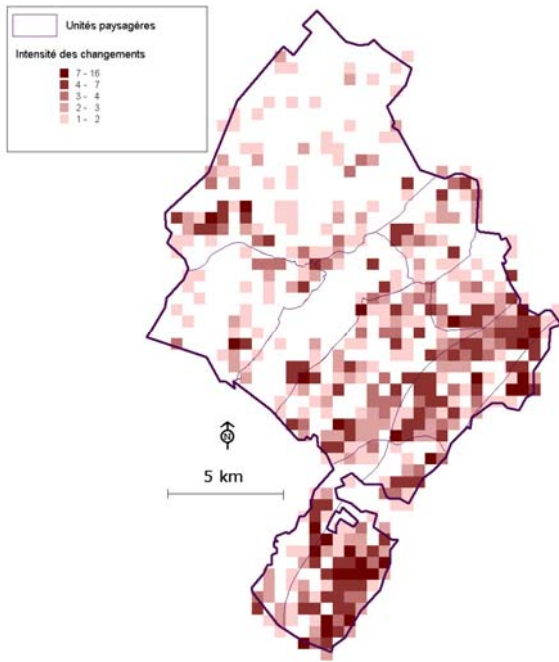 Unités paysagères
Intensité des changements
7 - 16
4 - 7
3 - 4
2 - 3
1 - 2
N
5 km